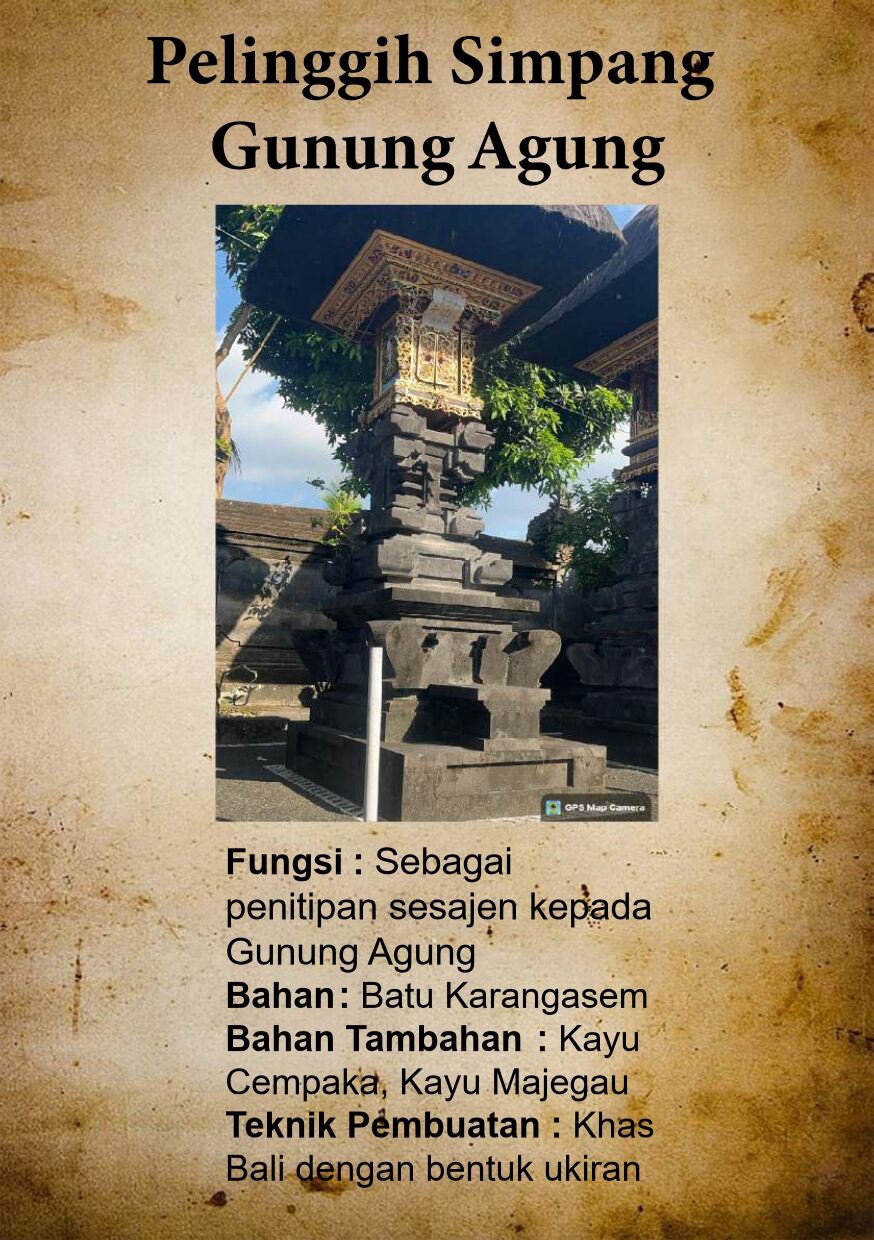 Pelinggih Simpang
Gunung Agung
GPS Map Camera
Fungsi : Sebagai
penitipan sesajen kepada
Gunung Agung
Bahan : Batu Karangasem
Bahan Tambahan : Kayu
Cempaka, Kayu Majegau
Teknik Pembuatan : Khas
Bali dengan bentuk ukiran